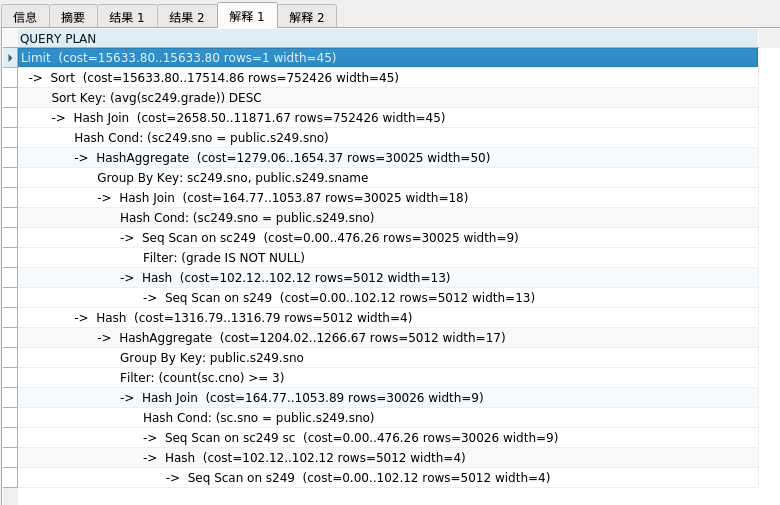 信息 摘要 结果 1 结果 2 解释 1 解释 2
QUERY PLAN
Limit  (cost=15633.80..15633.80 rows=1 width=45)
->  Sort  (cost=15633.80..17514.86 rows=752426 width=45)
Sort Key: (avg(sc249.grade)) DESC
->  Hash Join  (cost=2658.50..11871.67 rows=752426 width=45)
Hash Cond: (sc249.sno = public.s249.sno)
->  HashAggregate  (cost=1279.06..1654.37 rows=30025 width=50)
Group By Key: sc249.sno, public.s249.sname
->  Hash Join  (cost=164.77..1053.87 rows=30025 width=18)
Hash Cond: (sc249.sno = public.s249.sno)
->  Seq Scan on sc249  (cost=0.00..476.26 rows=30025 width=9)
Filter: (grade IS NOT NULL)
->  Hash  (cost=102.12..102.12 rows=5012 width=13)
->  Seq Scan on s249  (cost=0.00..102.12 rows=5012 width=13)
->  Hash  (cost=1316.79..1316.79 rows=5012 width=4)
->  HashAggregate  (cost=1204.02..1266.67 rows=5012 width=17)
Group By Key: public.s249.sno
Filter: (count(sc.cno) >= 3)
->  Hash Join  (cost=164.77..1053.89 rows=30026 width=9)
Hash Cond: (sc.sno = public.s249.sno)
->  Seq Scan on sc249 sc  (cost=0.00..476.26 rows=30026 width=9)
->  Hash  (cost=102.12..102.12 rows=5012 width=4)
->  Seq Scan on s249  (cost=0.00..102.12 rows=5012 width=4)